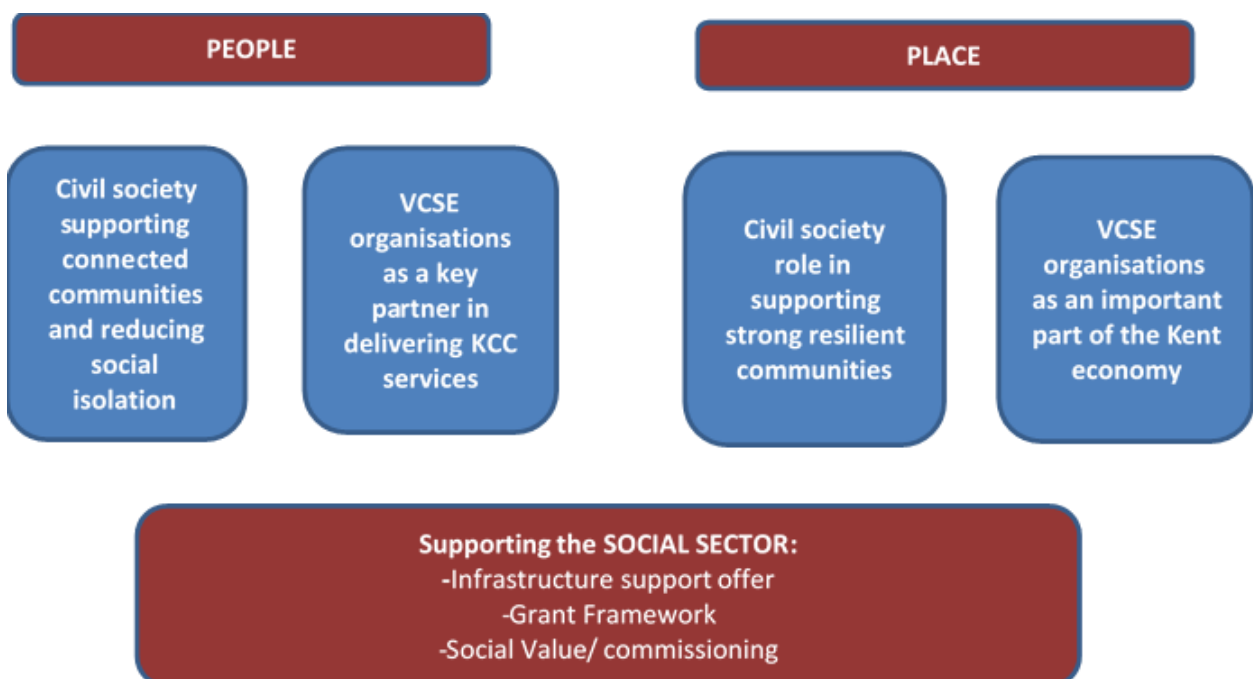 PEOPLE
PLACE
Civil society
supporting
connected
communities
and reducing
social
isolation
VCSE
organisations
as a key
partner in
delivering KCC
services
Civil society
role in
supporting
strong resilient
communities
VCSE
organisations
as an important
part of the Kent
economy
Supporting the SOCIAL SECTOR:
-Infrastructure support offer
-Grant Framework
-Social Value/ commissioning